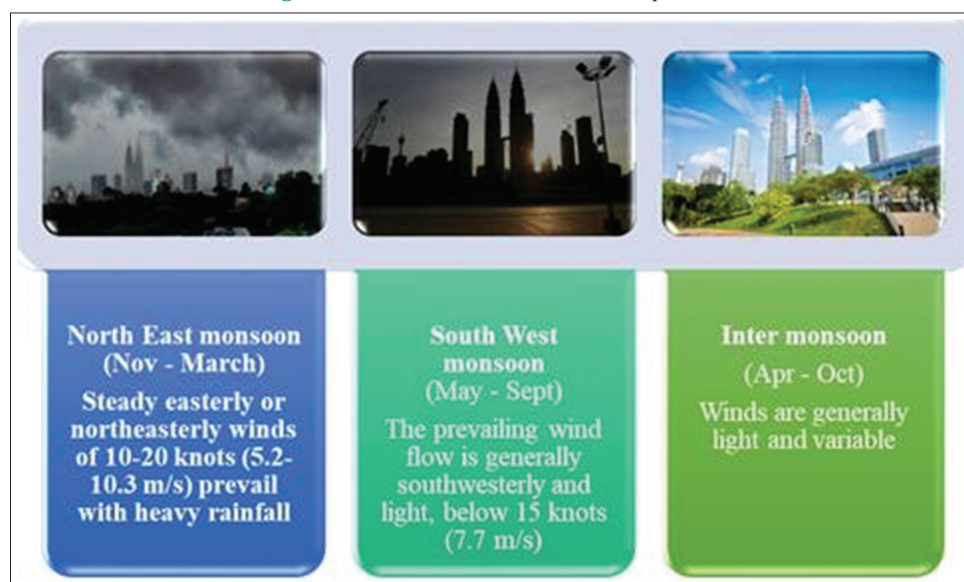 North East monsoon
(Nov - March)
Steady easterly or
northeasterly winds
of 10-20 knots (5.2-
10.3 m/s) prevail
with heavy rainfall
South West
monsoon
(May - Sept)
The prevailing wind
flow is generally
southwesterly and
light, below 15 knots
(7.7 m/s)
Inter monsoon
(Apr - Oct)
Winds are generally
light and variable